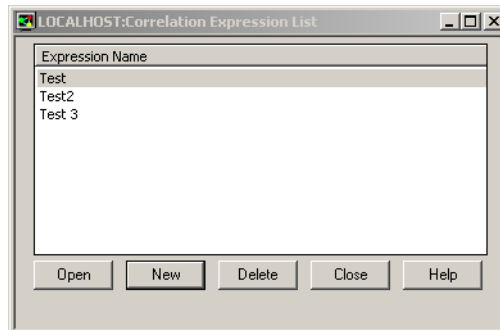 LOCALHOST:Correlation Expression List
Expression Name
Test
Test2
Test 3
Open New Delete Close Help